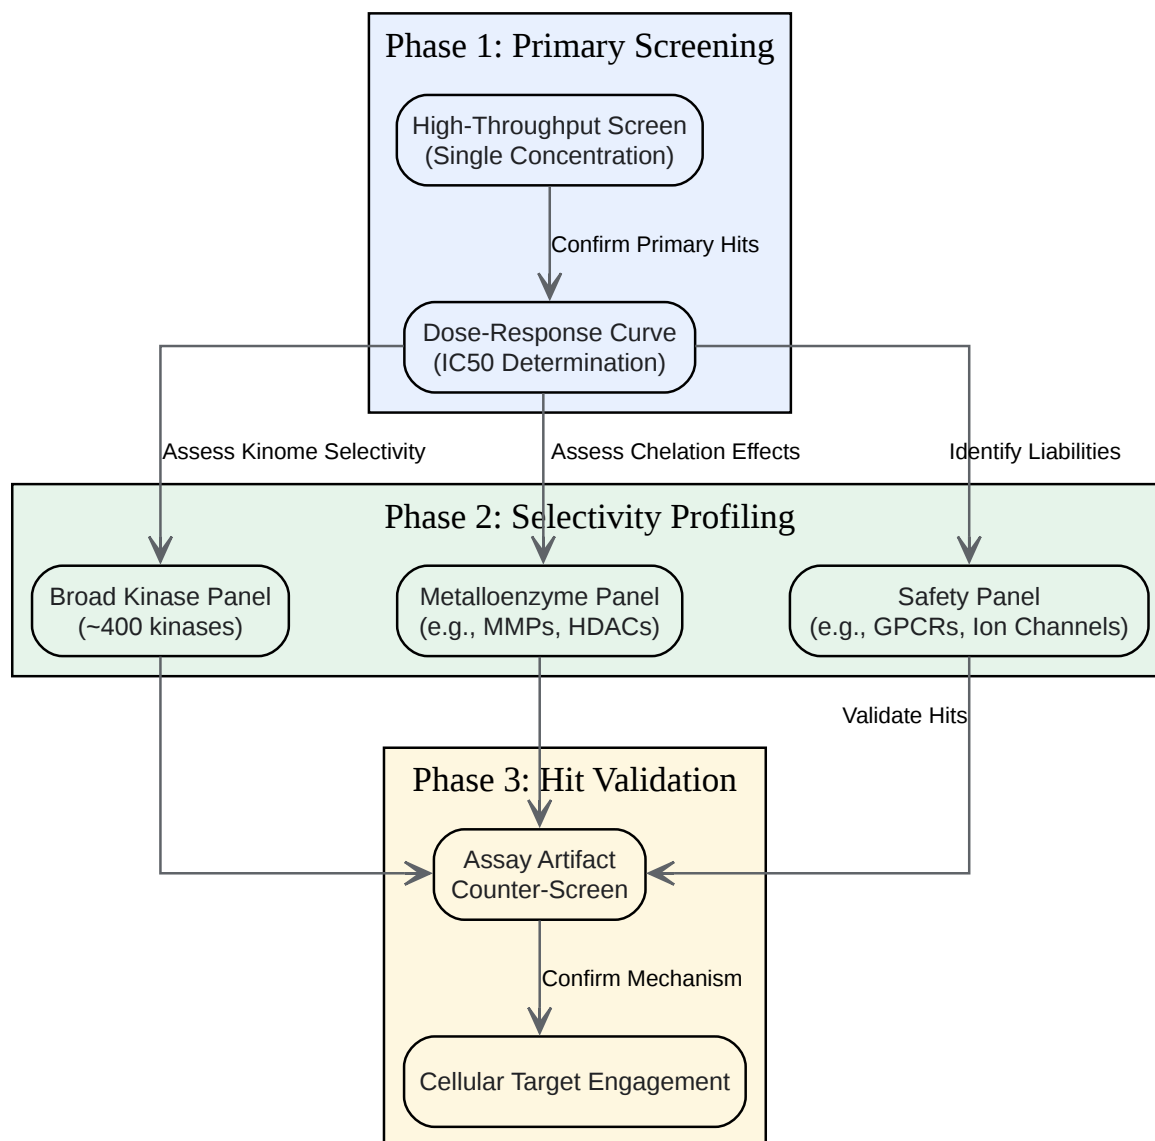 Phase 1: Primary Screening
High-Throughput Screen
(Single Concentration)
Confirm Primary Hits
Dose-Response Curve
(IC50 Determination)
Assess Kinome Selectivity
Assess Chelation Effects
Identify Liabilities
Phase 2: Selectivity Profiling
Broad Kinase Panel
(~400 kinases)
Metalloenzyme Panel
(e.g., MMPs, HDACs)
Safety Panel
(e.g., GPCRs, Ion Channels)
Validate Hits
Phase 3: Hit Validation
Assay Artifact
Counter-Screen
Confirm Mechanism
Cellular Target Engagement